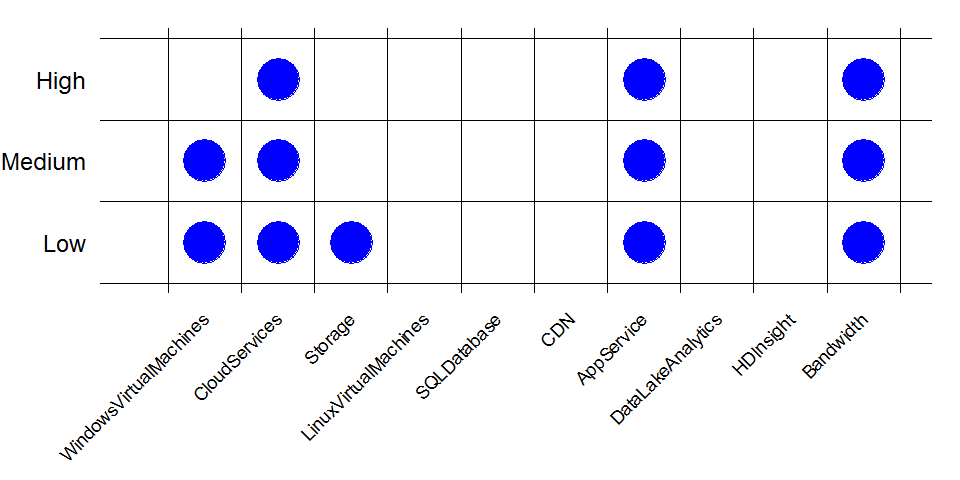 High
Medium
Low
WindowsVirtualMachines
CloudServices
Storage
LinuxVirtualMachines
SQLDatabase
CDN
AppService
DataLakeAnalytics
HDInsight
Bandwidth